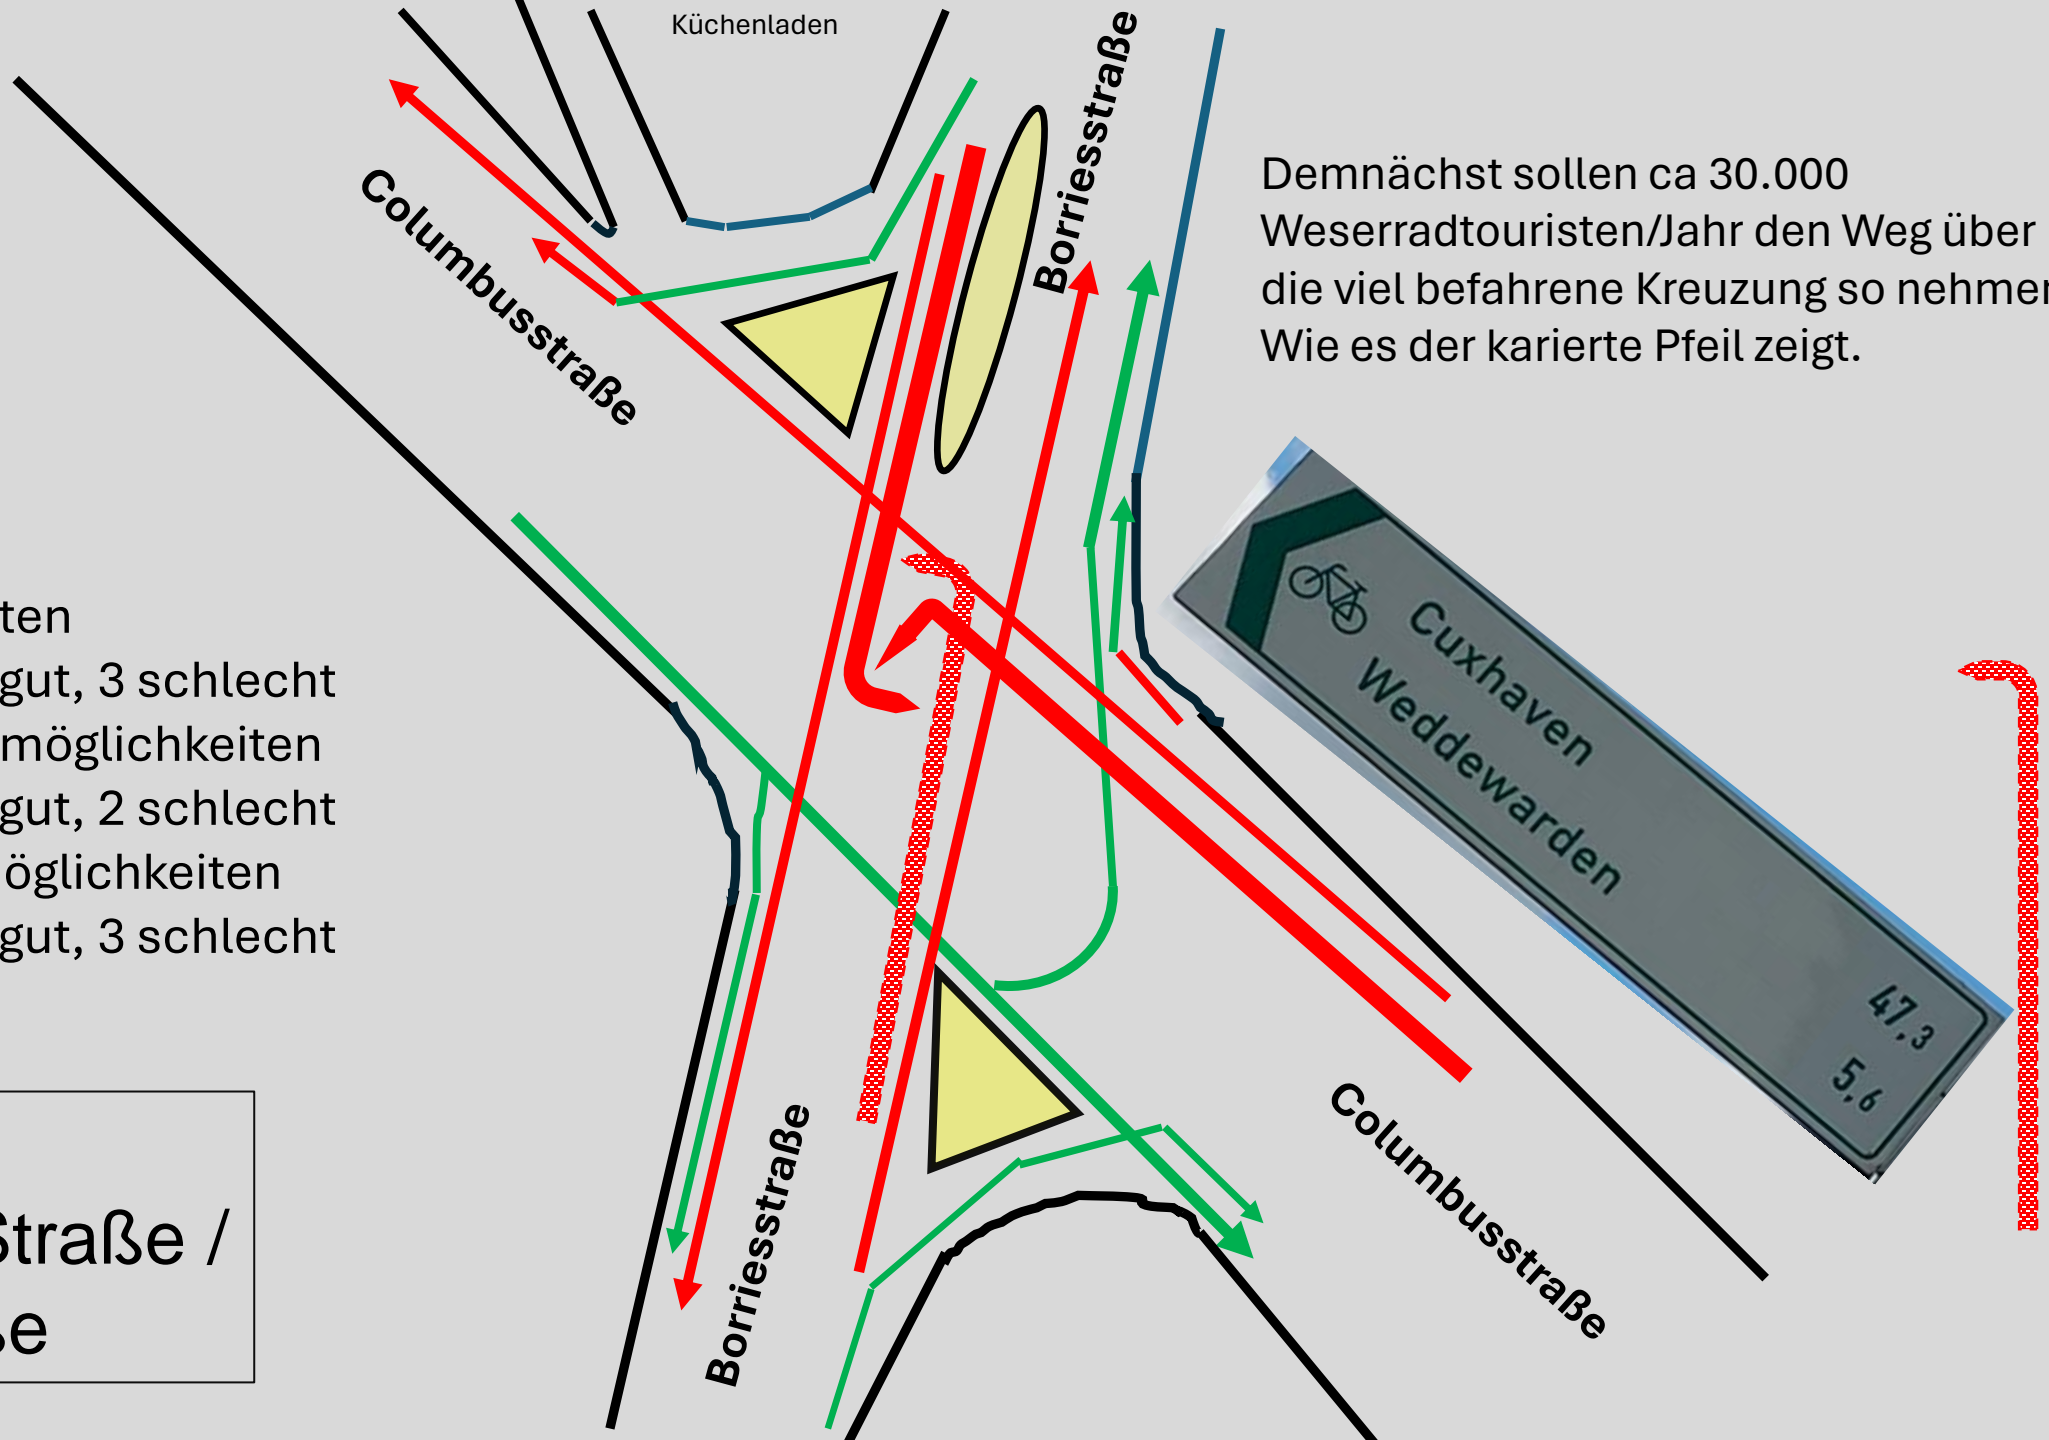 Küchenladen
Borriesstraße
Columbusstraße
Demnächst sollen ca 30.000
Weserradtouristen/Jahr den Weg über
die viel befahrene Kreuzung so nehmen
Wie es der karierte Pfeil zeigt.
Cuxhaven 47,3
Weddewarden 5,6
ten
gut, 3 schlecht
möglichkeiten
gut, 2 schlecht
öglichkeiten
gut, 3 schlecht
Straße /
ße
Borriesstraße
Columbusstraße